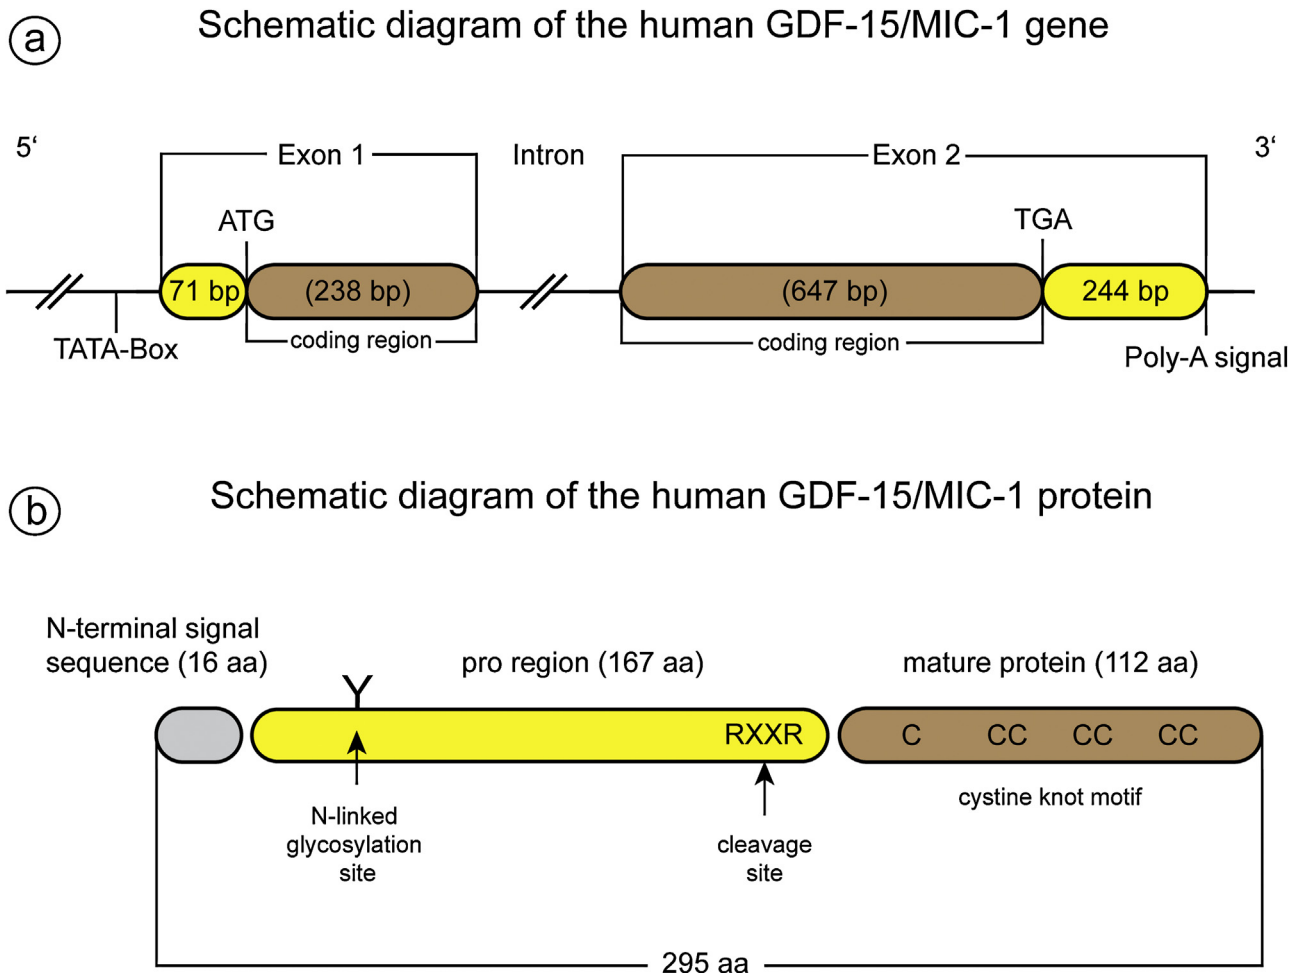 a
Schematic diagram of the human GDF-15/MIC-1 gene
5‘
Exon 1
Intron
Exon 2
3‘
ATG
TGA
71 bp
(238 bp)
(647 bp)
244 bp
TATA-Box
coding region
coding region
Poly-A signal
b
Schematic diagram of the human GDF-15/MIC-1 protein
N-terminal signal
sequence (16 aa)
pro region (167 aa)
mature protein (112 aa)
Y
RXXR
C CC CC CC
N-linked
glycosylation
site
cleavage
site
cystine knot motif
295 aa